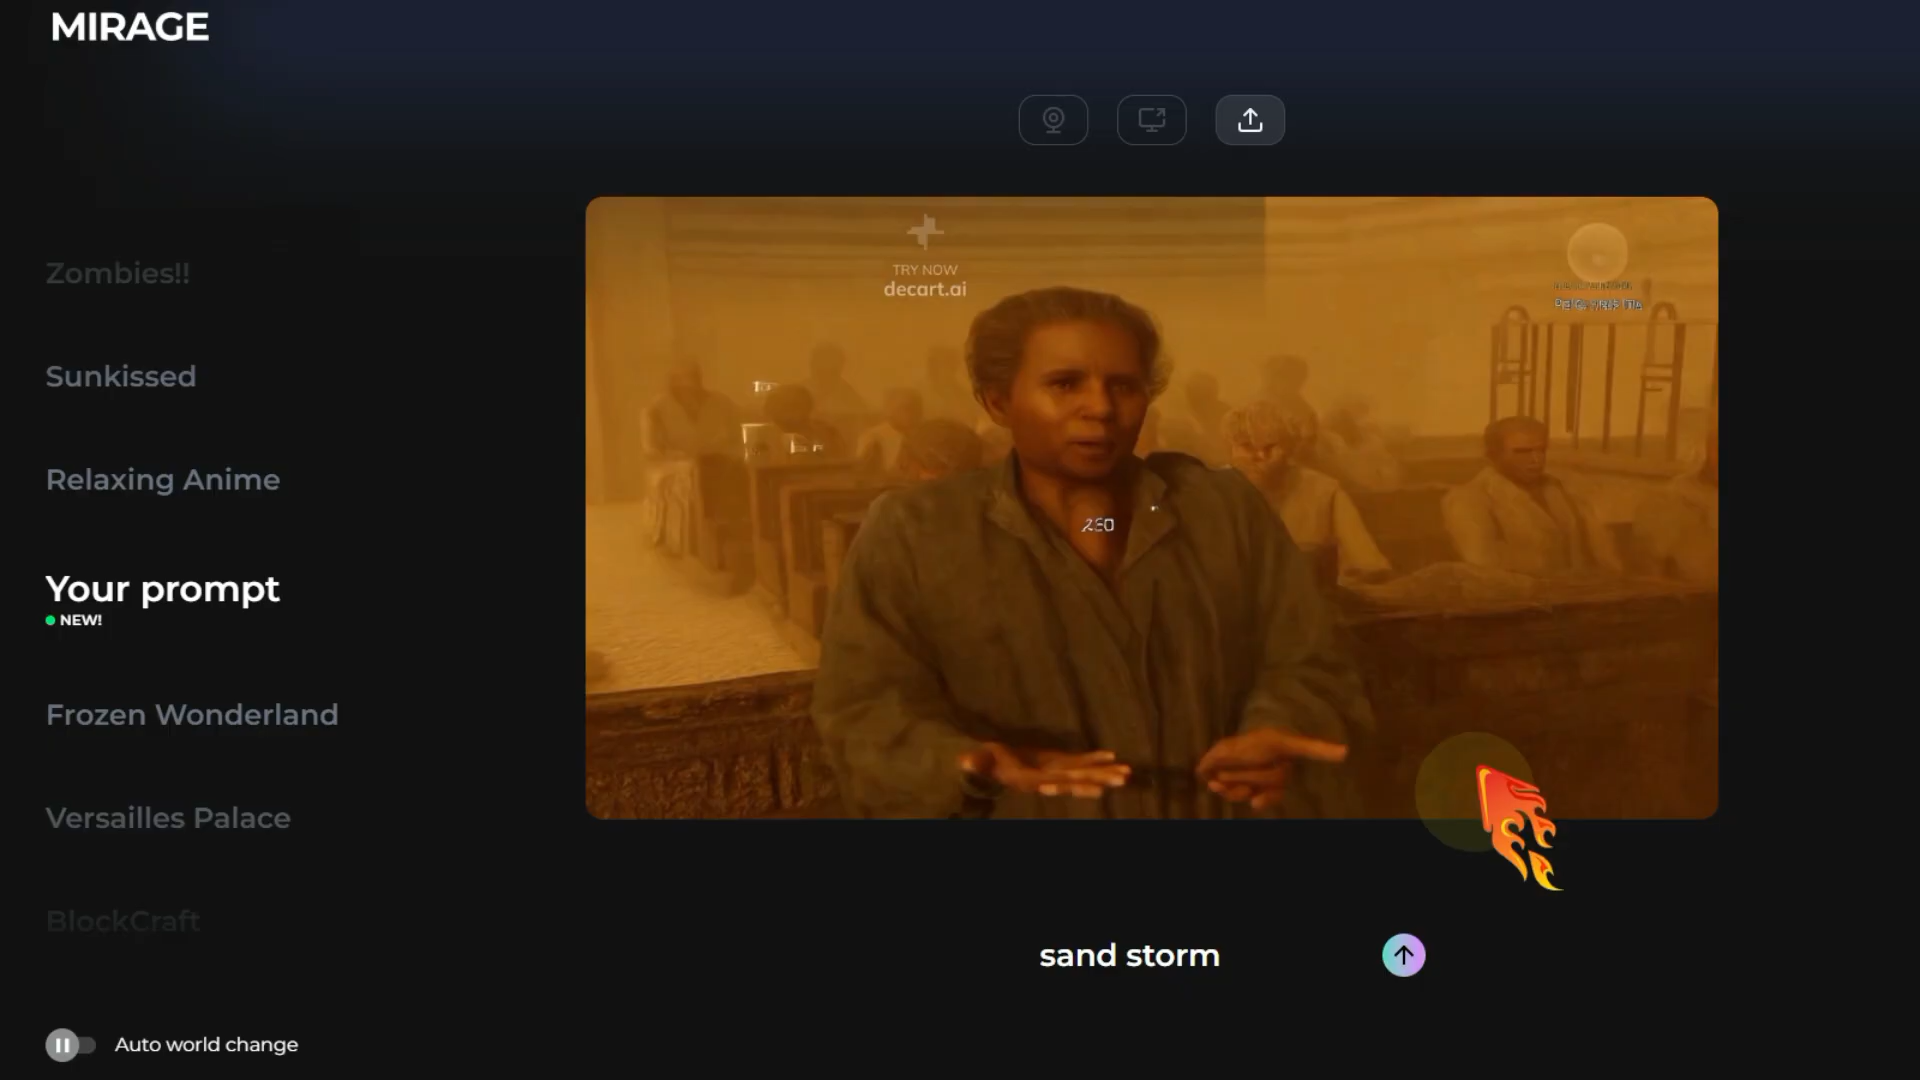 MIRAGE
TRY NOW
decart.ai
Zombies!!
Sunkissed
Relaxing Anime
Your prompt
NEW!
Frozen Wonderland
Versailles Palace
BlockCraft
sand storm
Auto world change